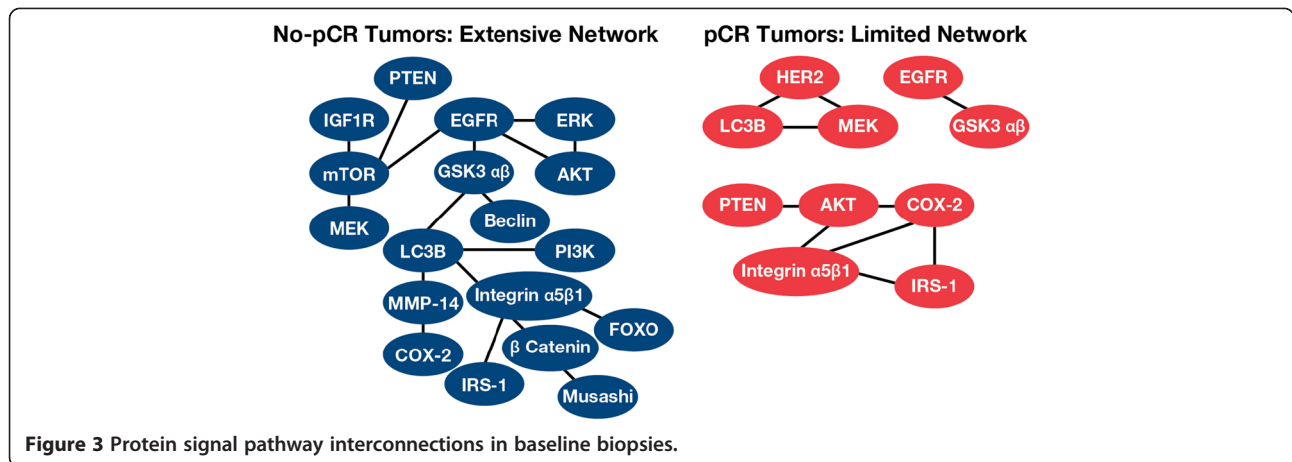 No-pCR Tumors: Extensive Network
PTEN
IGF1R
EGFR
ERK
mTOR
GSK3 αβ
AKT
MEK
Beclin
LC3B
PI3K
MMP-14
Integrin α5β1
FOXO
COX-2
β Catenin
IRS-1
Musashi
pCR Tumors: Limited Network
HER2
EGFR
LC3B
MEK
GSK3 αβ
PTEN
AKT
COX-2
Integrin α5β1
IRS-1
Figure 3 Protein signal pathway interconnections in baseline biopsies.